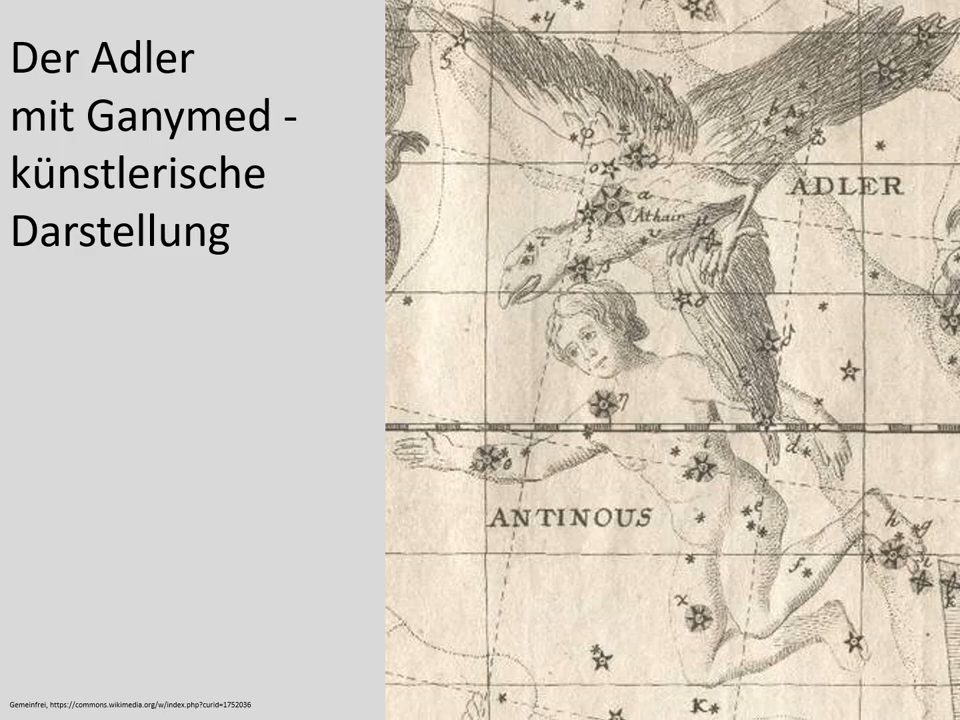 Der Adler
mit Ganymed -
künstlerische
Darstellung
ADLER
α
Athair
ANTINOUS
η
ι
d
e
f
h
g
κ
K
Gemeinfrei, https://commons.wikimedia.org/w/index.php?curid=1752036